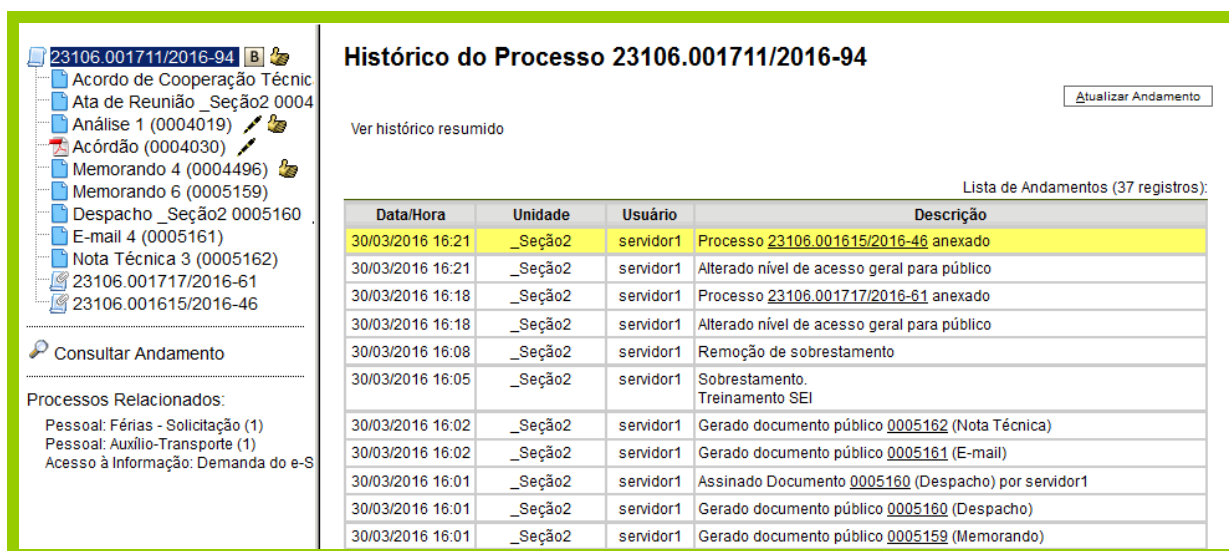 23106.001711/2016-94 B
Acordo de Cooperação Técnic
Ata de Reunião _Seção2 0004
Análise 1 (0004019)
Acórdão (0004030)
Memorando 4 (0004496)
Memorando 6 (0005159)
Despacho _Seção2 0005160
E-mail 4 (0005161)
Nota Técnica 3 (0005162)
23106.001717/2016-61
23106.001615/2016-46
Consultar Andamento
Processos Relacionados:
Pessoal: Férias - Solicitação (1)
Pessoal: Auxílio-Transporte (1)
Acesso à Informação: Demanda do e-S
Histórico do Processo 23106.001711/2016-94
Atualizar Andamento
Ver histórico resumido
Lista de Andamentos (37 registros):
Data/Hora Unidade Usuário Descrição
30/03/2016 16:21 _Seção2 servidor1 Processo 23106.001615/2016-46 anexado
30/03/2016 16:21 _Seção2 servidor1 Alterado nível de acesso geral para público
30/03/2016 16:18 _Seção2 servidor1 Processo 23106.001717/2016-61 anexado
30/03/2016 16:18 _Seção2 servidor1 Alterado nível de acesso geral para público
30/03/2016 16:08 _Seção2 servidor1 Remoção de sobrestamento
30/03/2016 16:05 _Seção2 servidor1 Sobrestamento.
Treinamento SEI
30/03/2016 16:02 _Seção2 servidor1 Gerado documento público 0005162 (Nota Técnica)
30/03/2016 16:02 _Seção2 servidor1 Gerado documento público 0005161 (E-mail)
30/03/2016 16:01 _Seção2 servidor1 Assinado Documento 0005160 (Despacho) por servidor1
30/03/2016 16:01 _Seção2 servidor1 Gerado documento público 0005160 (Despacho)
30/03/2016 16:01 _Seção2 servidor1 Gerado documento público 0005159 (Memorando)